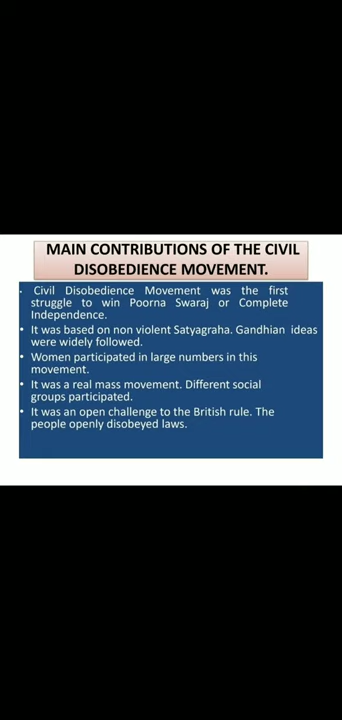 MAIN CONTRIBUTIONS OF THE CIVIL
DISOBEDIENCE MOVEMENT.
• Civil Disobedience Movement was the first
struggle to win Poorna Swaraj or Complete
Independence.
• It was based on non violent Satyagraha. Gandhian ideas
were widely followed.
• Women participated in large numbers in this
movement.
• It was a real mass movement. Different social
groups participated.
• It was an open challenge to the British rule. The
people openly disobeyed laws.